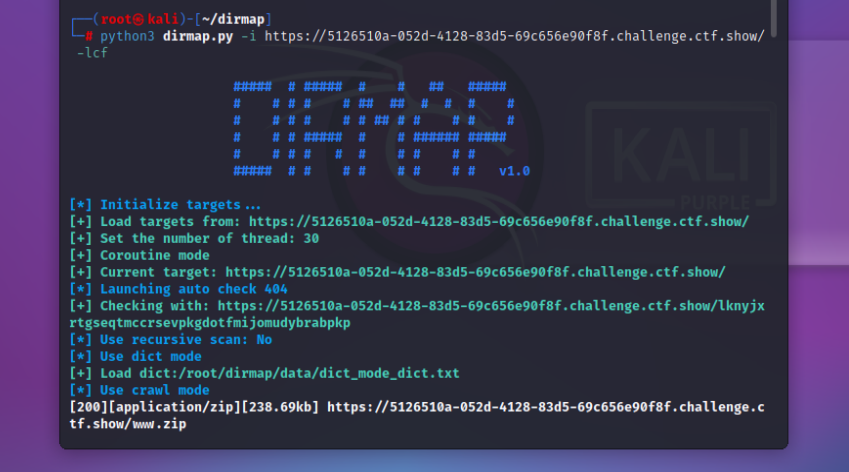 ┌──(root㉿kali)-[~/dirmap]
└─# python3 dirmap.py -i https://5126510a-052d-4128-83d5-69c656e90f8f.challenge.ctf.show/
-lcf
v1.0
KALI
PURPLE
[*] Initialize targets...
[+] Load targets from: https://5126510a-052d-4128-83d5-69c656e90f8f.challenge.ctf.show/
[+] Set the number of thread: 30
[+] Coroutine mode
[+] Current target: https://5126510a-052d-4128-83d5-69c656e90f8f.challenge.ctf.show/
[*] Launching auto check 404
[+] Checking with: https://5126510a-052d-4128-83d5-69c656e90f8f.challenge.ctf.show/lknyjx
rtgseqtmccrsevpkgdotfmijomudybrabpkp
[*] Use recursive scan: No
[*] Use dict mode
[+] Load dict:/root/dirmap/data/dict_mode_dict.txt
[*] Use crawl mode
[200][application/zip][238.69kb] https://5126510a-052d-4128-83d5-69c656e90f8f.challenge.c
tf.show/www.zip